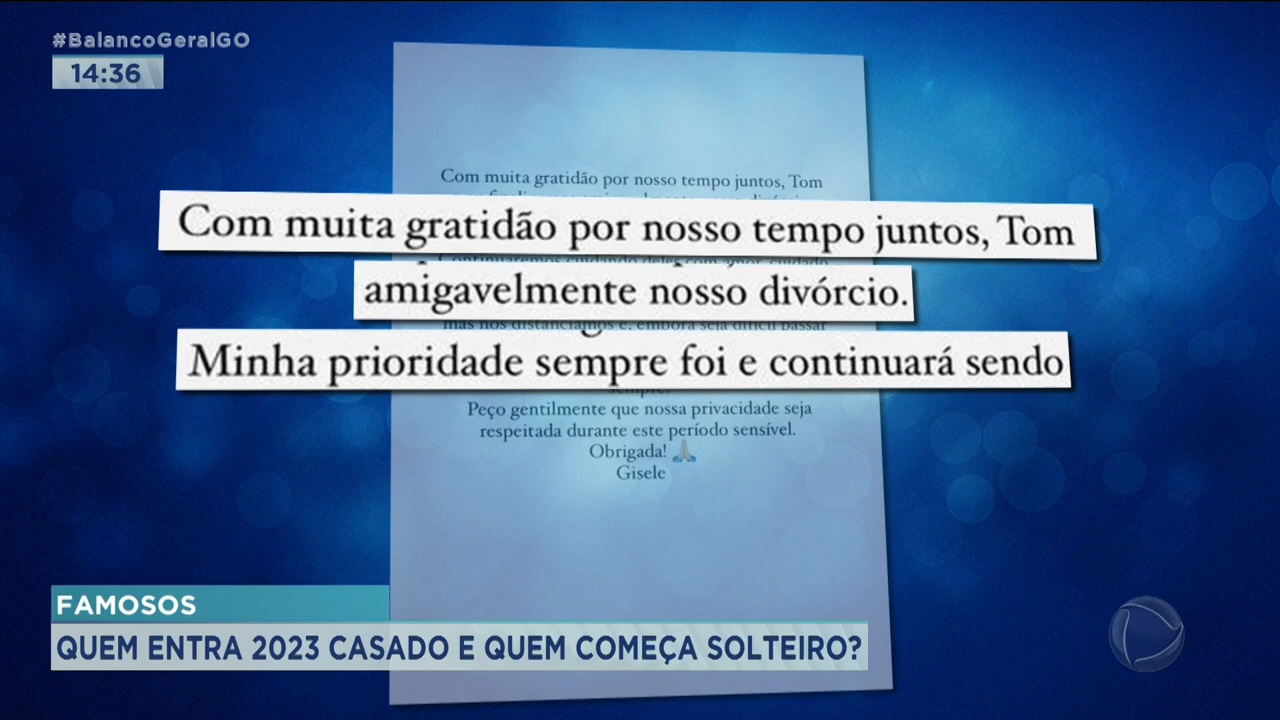 #BalancoGeralGO
14:36
Com muita gratidão por nosso tempo juntos, Tom
Com muita gratidão por nosso tempo juntos, Tom
amigavelmente nosso divórcio.
Minha prioridade sempre foi e continuará sendo
Peço gentilmente que nossa privacidade seja
respeitada durante este período sensível.
Obrigada! 🙏
Gisele
FAMOSOS
QUEM ENTRA 2023 CASADO E QUEM COMEÇA SOLTEIRO?